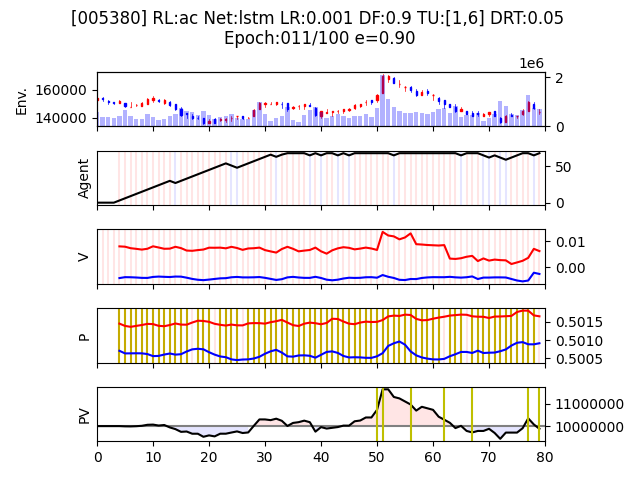 [005380] RL:ac Net:lstm LR:0.001 DF:0.9 TU:[1,6] DRT:0.05
Epoch:011/100 e=0.90
1e6
Env.
160000
140000
2
0
Agent
50
0
V
0.01
0.00
P
0.5015
0.5010
0.5005
PV
11000000
10000000
0 10 20 30 40 50 60 70 80